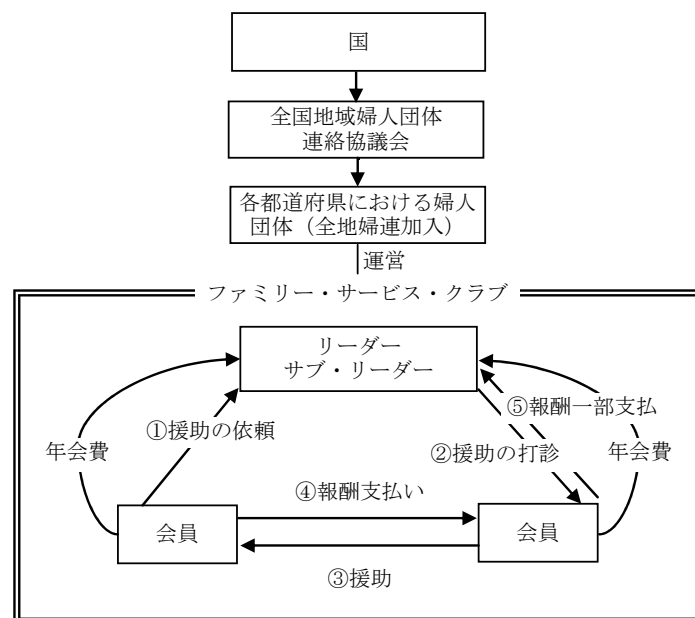 国
全国地域婦人団体
連絡協議会
各都道府県における婦人
団体（全地婦連加入）
運営
ファミリー・サービス・クラブ
リーダー
サブ・リーダー
⑤報酬一部支払
①援助の依頼
年会費
②援助の打診
年会費
④報酬支払い
会員
会員
③援助